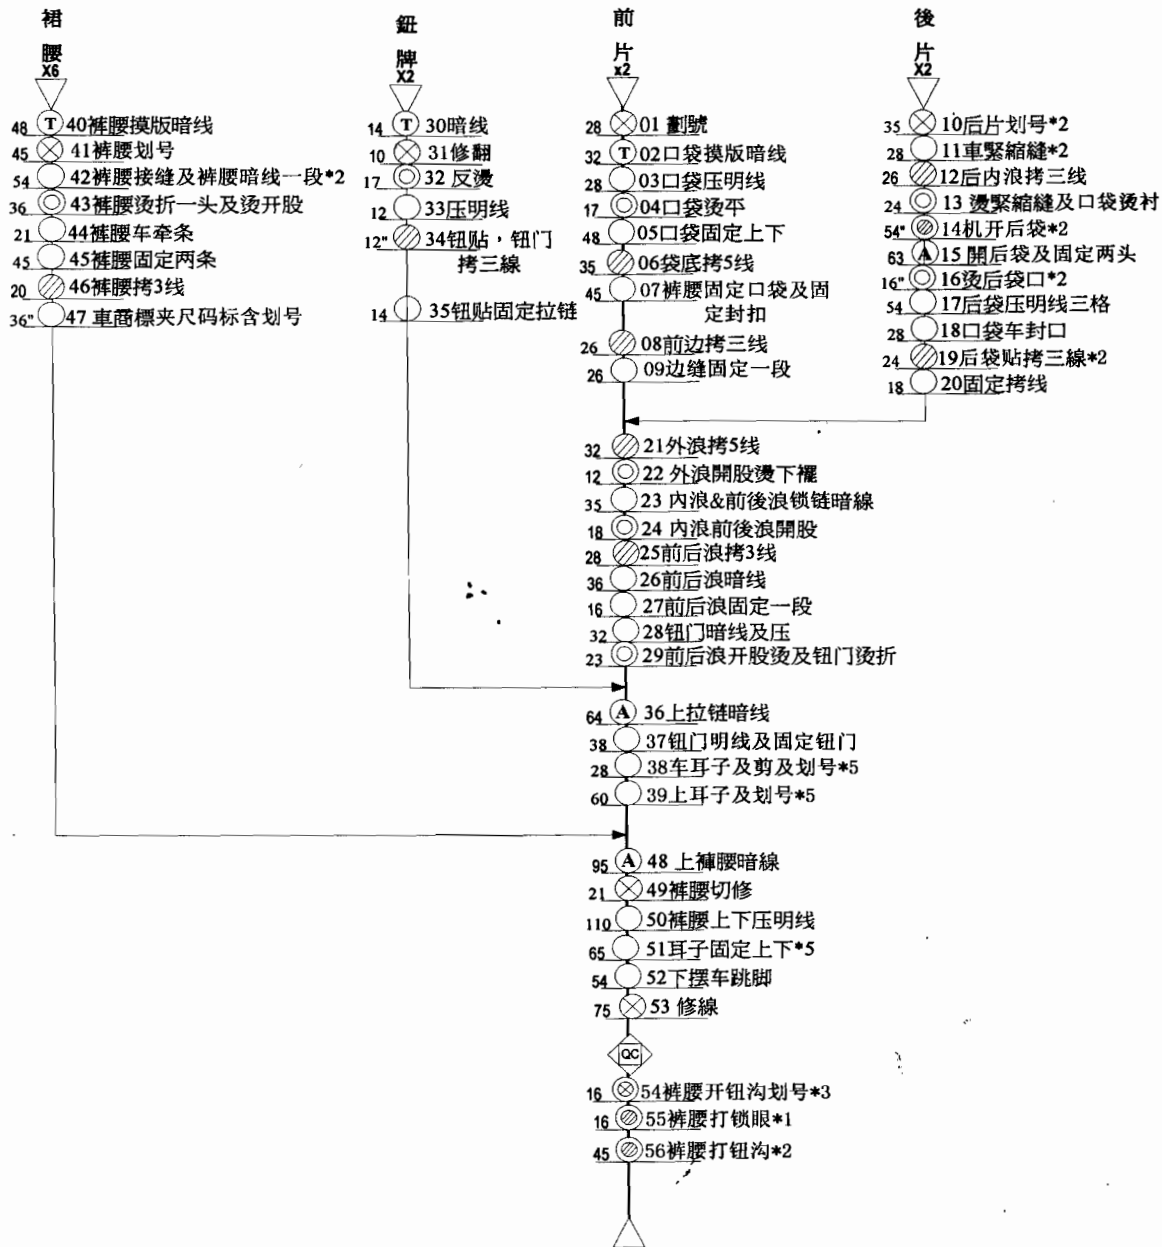 裙腰
X6
48 T 40裤腰摸版暗线
45 41裤腰划号
54 42裤腰接缝及裤腰暗线一段*2
36 43裤腰烫折一头及烫开股
21 44裤腰车牵条
45 45裤腰固定两条
20 46裤腰拷3线
36" 47 車商標夹尺码标含划号
鈕牌
X2
14 T 30暗线
10 31修翻
17 32 反燙
12 33压明线
12" 34钮贴，钮门
拷三線
14 35钮贴固定拉链
前片
x2
28 01 劃號
32 T 02口袋摸版暗线
28 03口袋压明线
17 04口袋烫平
48 05口袋固定上下
35 06袋底拷5线
45 07裤腰固定口袋及固
定封扣
26 08前边拷三线
26 09边缝固定一段
後片
X2
35 10后片划号*2
28 11車緊縮縫*2
26 12后内浪拷三线
24 13 燙緊縮縫及口袋烫衬
54" 14机开后袋*2
63 A 15 開后袋及固定两头
16" 16烫后袋口*2
54 17后袋压明线三格
28 18口袋车封口
24 19后袋贴拷三線*2
18 20固定拷线
32 21外浪拷5线
12 22 外浪開股燙下襬
35 23 內浪&前後浪锁链暗線
18 24 內浪前後浪開股
28 25前后浪拷3线
36 26前后浪暗线
16 27前后浪固定一段
32 28钮门暗线及压
23 29前后浪开股烫及钮门烫折
64 A 36上拉链暗线
38 37钮门明线及固定钮门
28 38车耳子及剪及划号*5
60 39上耳子及划号*5
95 A 48 上褲腰暗線
21 49裤腰切修
110 50裤腰上下压明线
65 51耳子固定上下*5
54 52下摆车跳脚
75 53 修線
QC
16 54裤腰开钮沟划号*3
16 55裤腰打锁眼*1
45 56裤腰打钮沟*2